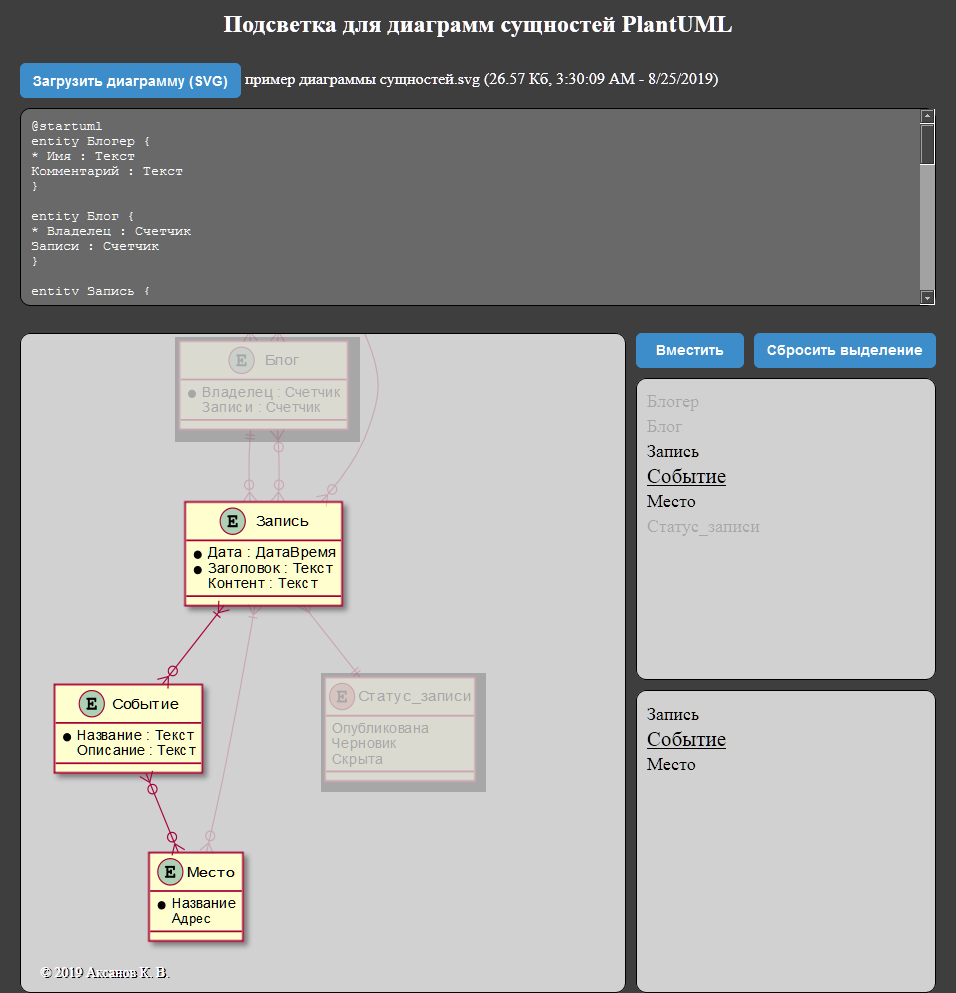 Подсветка для диаграмм сущностей PlantUML
Загрузить диаграмму (SVG) пример диаграммы сущностей.svg (26.57 Кб, 3:30:09 AM - 8/25/2019)
@startuml
entity Блогер {
* Имя : Текст
Комментарий : Текст
}
entity Блог {
* Владелец : Счетчик
Записи : Счетчик
}
entity Запись {
Вместить
Сбросить выделение
E Блог
Владелец : Счетчик
Записи : Счетчик
E Запись
Дата : ДатаВремя
Заголовок : Текст
Контент : Текст
E Событие
Название : Текст
Описание : Текст
E Статус_записи
Опубликована
Черновик
Скрыта
E Место
Название
Адрес
© 2019 Аксанов К. В.
Блогер
Блог
Запись
Событие
Место
Статус_записи
Запись
Событие
Место